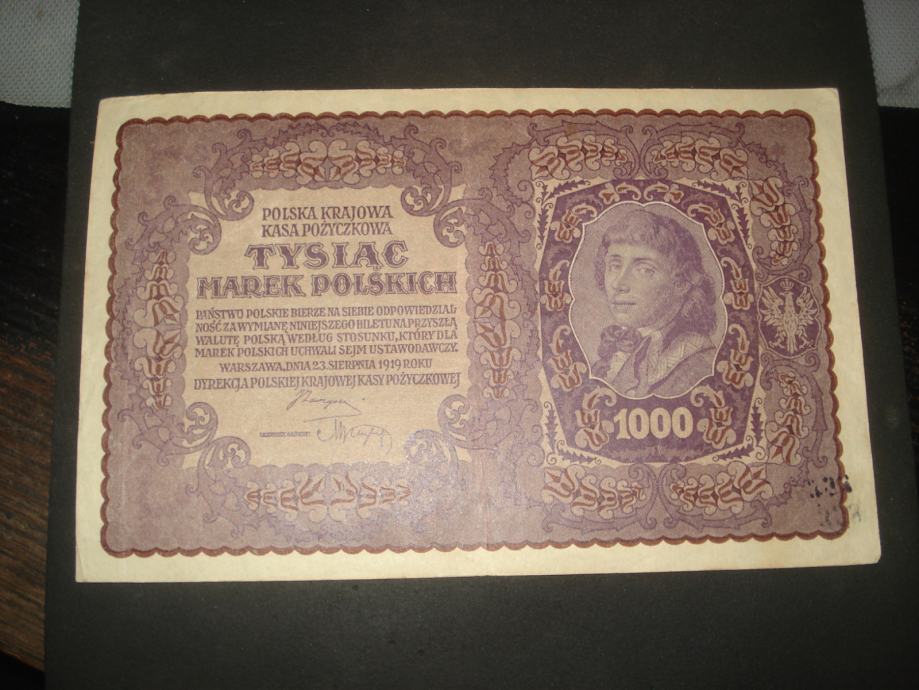 POLSKA KRAJOWA
KASA POŻYCZKOWA
TYSIĄC
MAREK POLSKICH
PAŃSTWO POLSKIE BIERZE NA SIEBIE ODPOWIEDZIAL-
NOŚĆ ZA WYMIANĘ NINIEJSZEGO BILETU NA PRZYSZŁĄ
WALUTĘ POLSKĄ WEDŁUG STOSUNKU, KTÓRY DLA
MAREK POLSKICH UCHWALI SEJM USTAWODAWCZY.
WARSZAWA, DNIA 23. SIERPNIA 1919 ROKU
DYREKCJA POLSKIEJ KRAJOWEJ KASY POŻYCZKOWEJ
1000